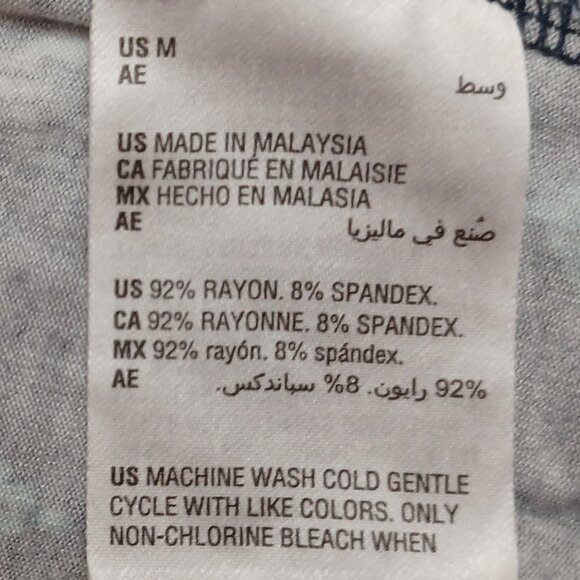 US M
AE وسط
US MADE IN MALAYSIA
CA FABRIQUÉ EN MALAISIE
MX HECHO EN MALASIA
AE صُنع في ماليزيا
US 92% RAYON. 8% SPANDEX.
CA 92% RAYONNE. 8% SPANDEX.
MX 92% rayón. 8% spándex.
AE 92% رايون. 8% سباندكس.
US MACHINE WASH COLD GENTLE
CYCLE WITH LIKE COLORS. ONLY
NON-CHLORINE BLEACH WHEN